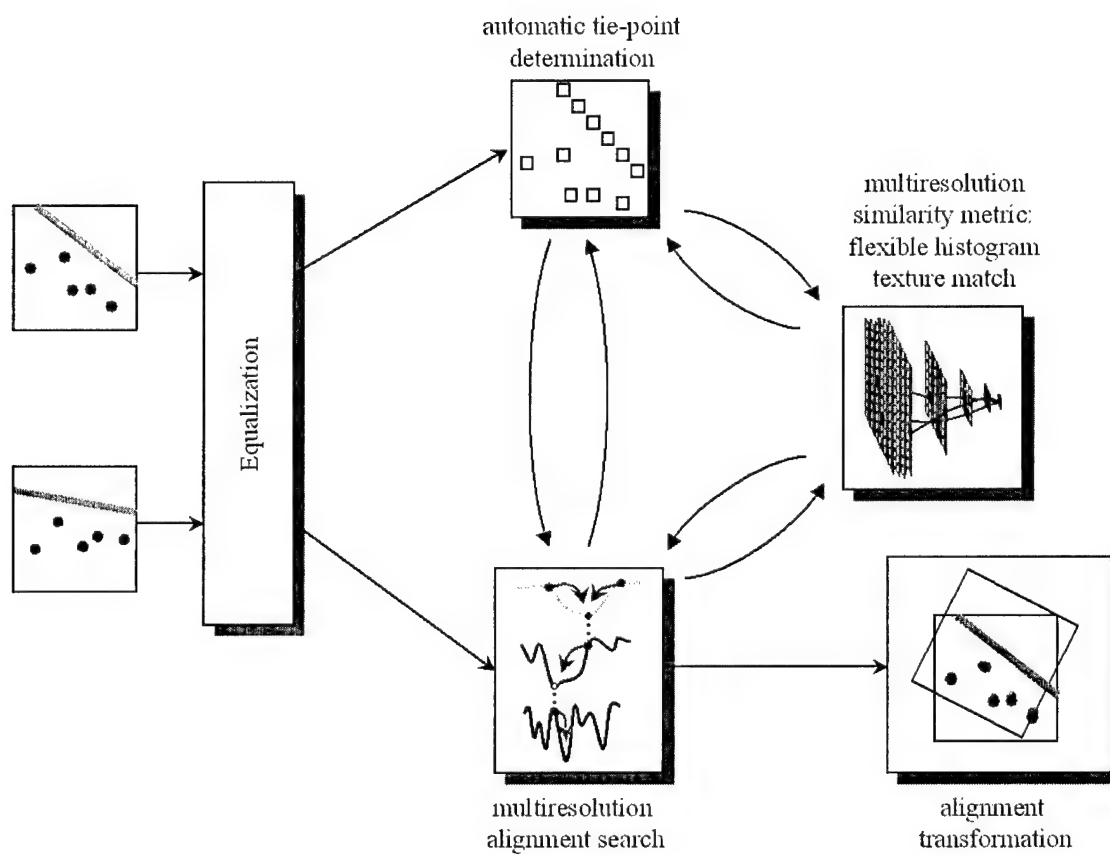 automatic tie-point
determination
multiresolution
similarity metric:
flexible histogram
texture match
Equalization
multiresolution
alignment search
alignment
transformation